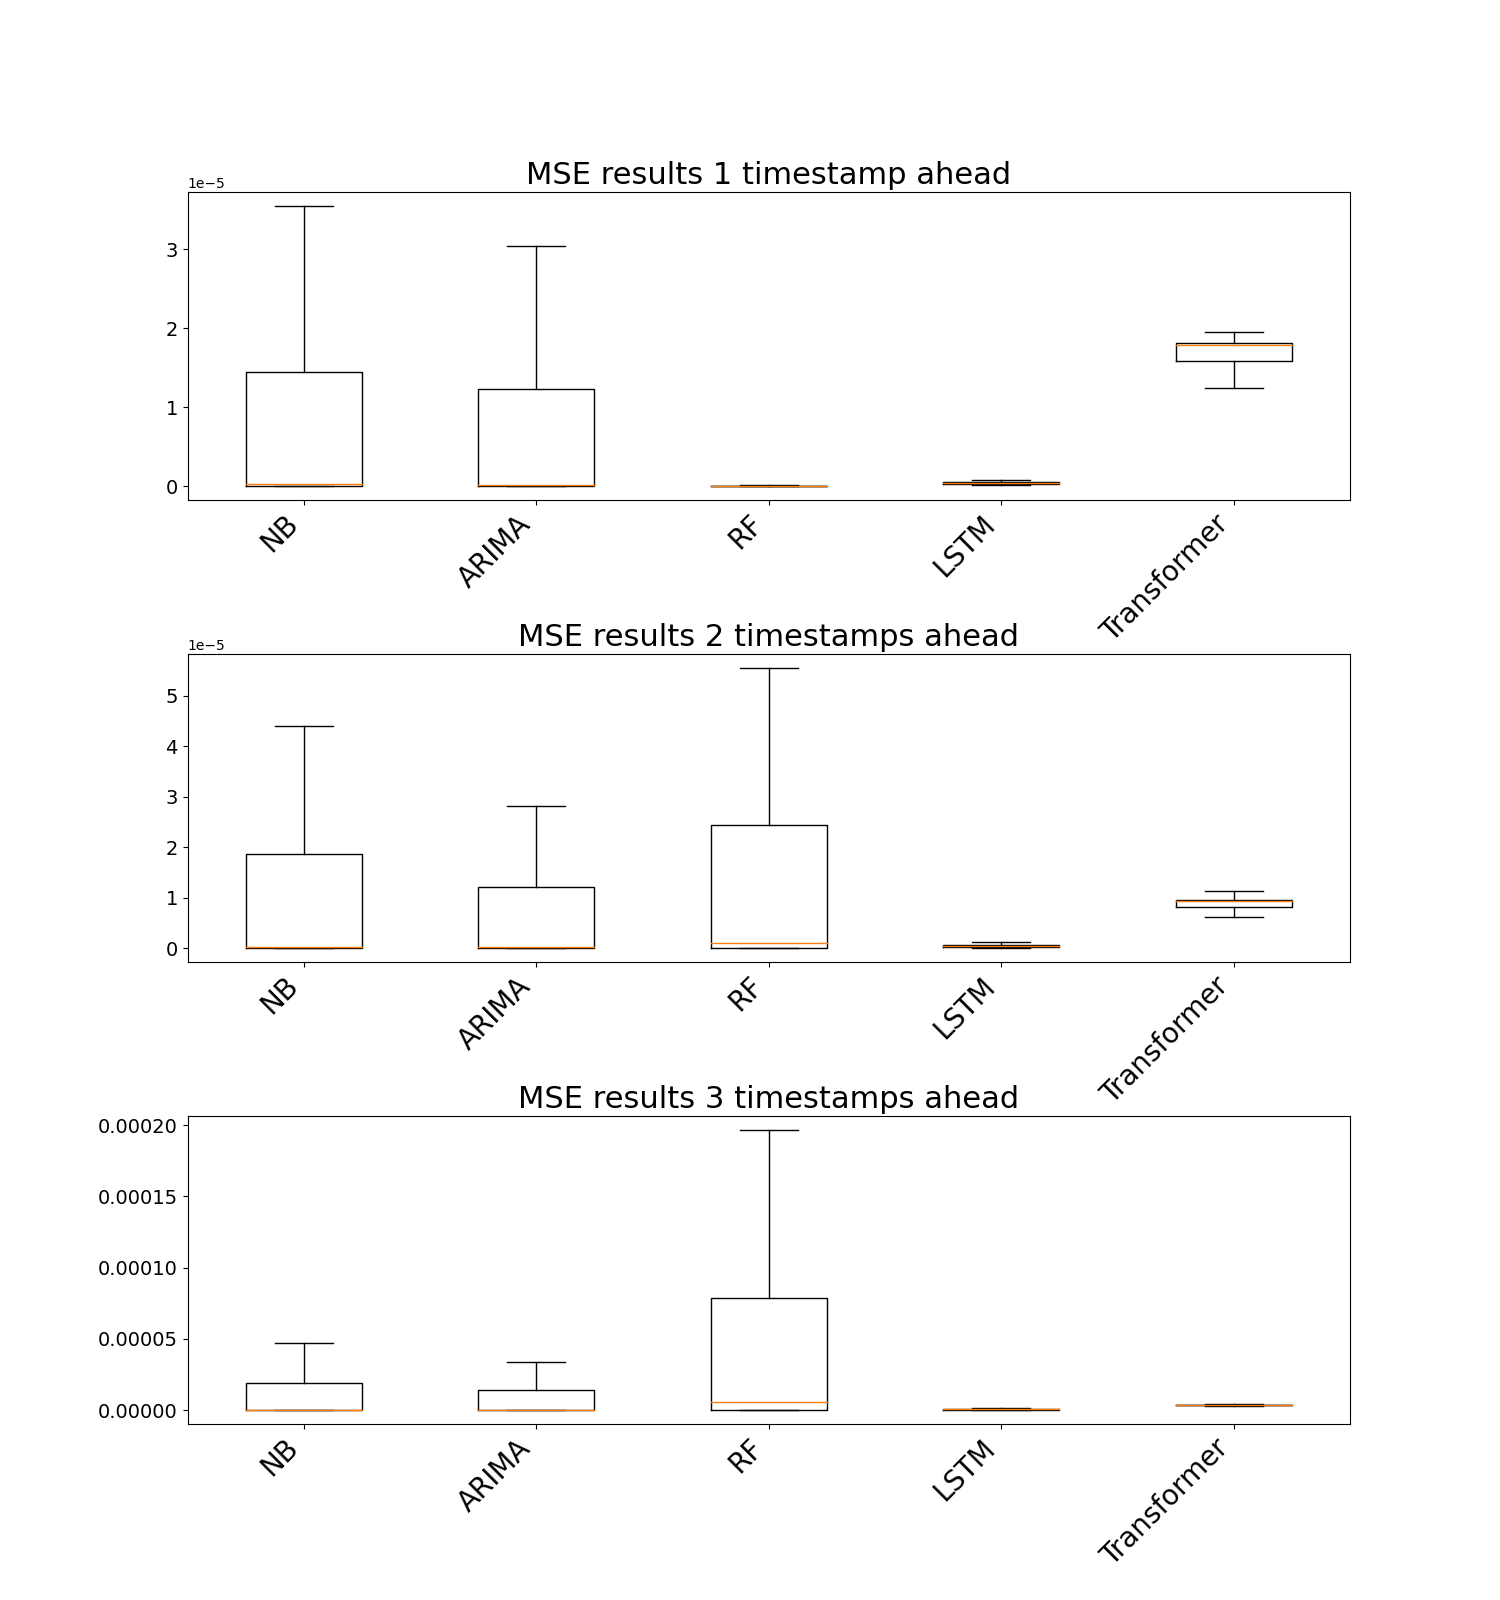 MSE results 1 timestamp ahead
1e−5
3
2
1
0
NB
ARIMA
RF
LSTM
Transformer
MSE results 2 timestamps ahead
1e−5
5
4
3
2
1
0
NB
ARIMA
RF
LSTM
Transformer
MSE results 3 timestamps ahead
0.00020
0.00015
0.00010
0.00005
0.00000
NB
ARIMA
RF
LSTM
Transformer